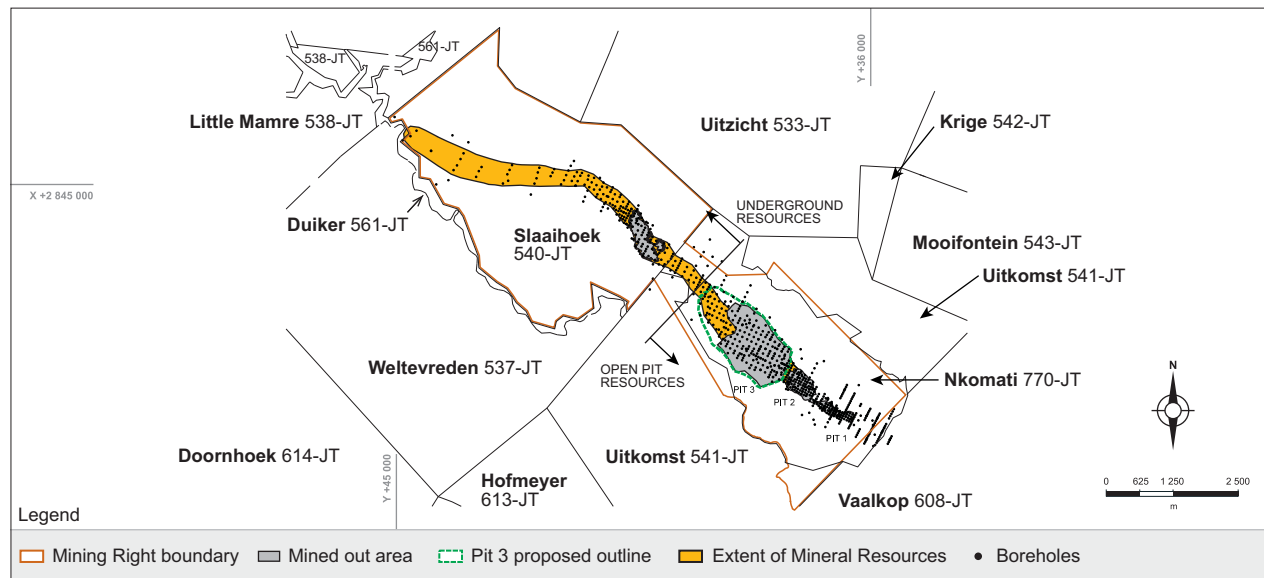 561-JT
538-JT
Y +36 000
Little Mamre 538-JT
Uitzicht 533-JT
Krige 542-JT
X +2 845 000
UNDERGROUND
RESOURCES
Duiker 561-JT
Slaaihoek
540-JT
Mooifontein 543-JT
Uitkomst 541-JT
Weltevreden 537-JT
OPEN PIT
RESOURCES
Nkomati 770-JT
PIT 3
PIT 2
PIT 1
N
Doornhoek 614-JT
Y +45 000
Hofmeyer
613-JT
Uitkomst 541-JT
Vaalkop 608-JT
0 625 1 250 2 500
m
Legend
Mining Right boundary
Mined out area
Pit 3 proposed outline
Extent of Mineral Resources
Boreholes